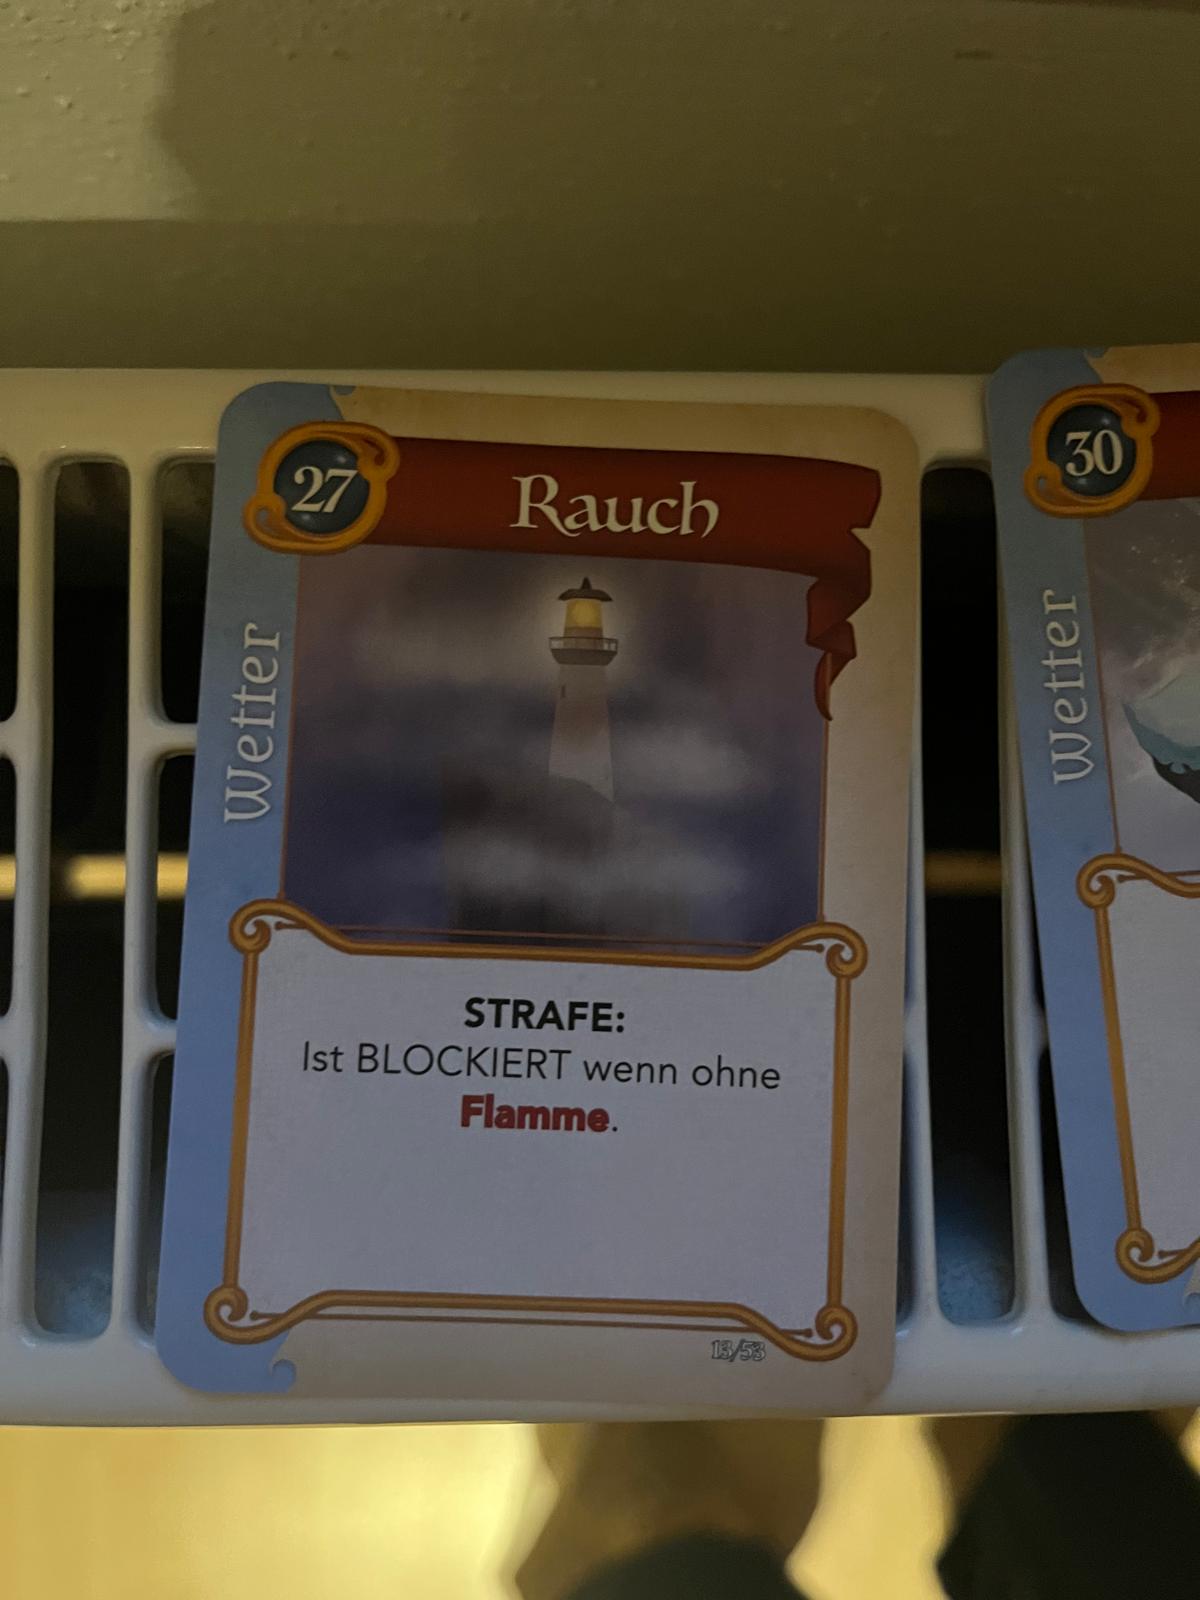 27
Rauch
Wetter
STRAFE:
Ist BLOCKIERT wenn ohne
Flamme.
13/53
30
Wetter